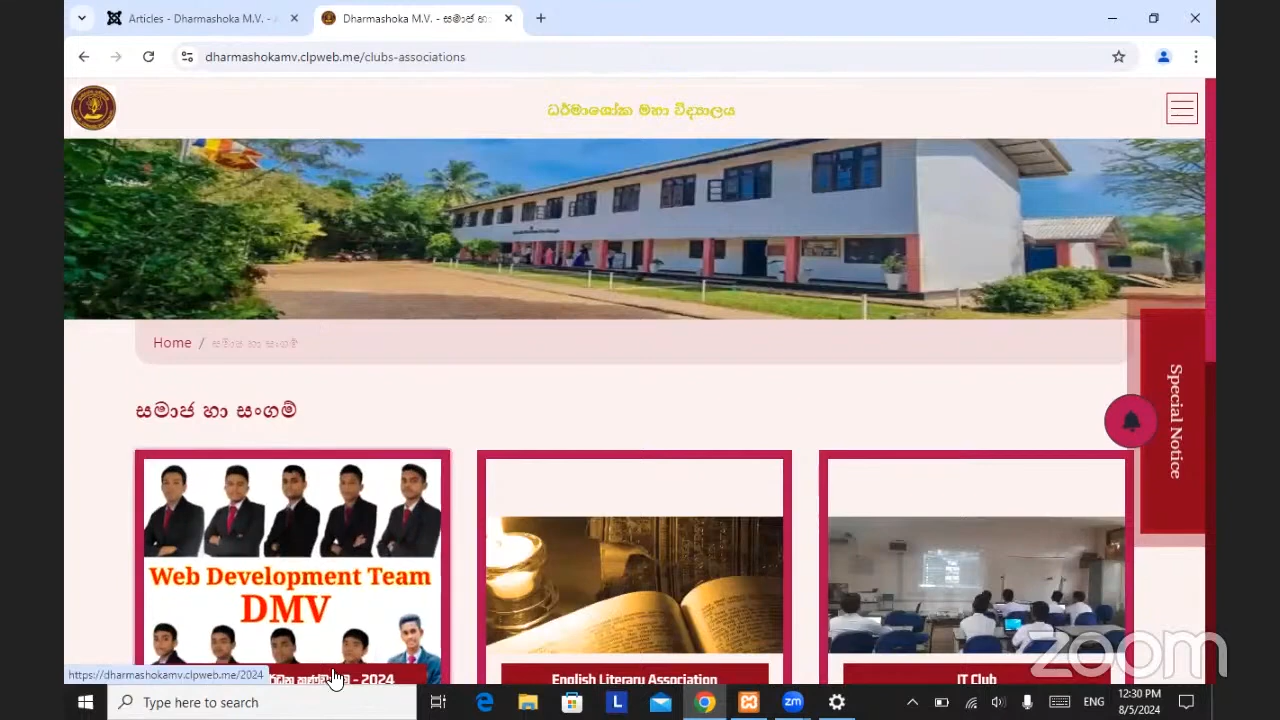 Articles - Dharmashoka M.V. -
Dharmashoka M.V. - සමාජ හා
dharmashokamv.clpweb.me/clubs-associations
ධර්මාශෝක මහා විද්‍යාලය
Home / සමාජ හා සංගම්
Special Notice
සමාජ හා සංගම්
Web Development Team
DMV
- 2024
English Literary Association
IT Club
https://dharmashokamv.clpweb.me/2024
zoom
Type here to search
ENG
12:30 PM
8/5/2024